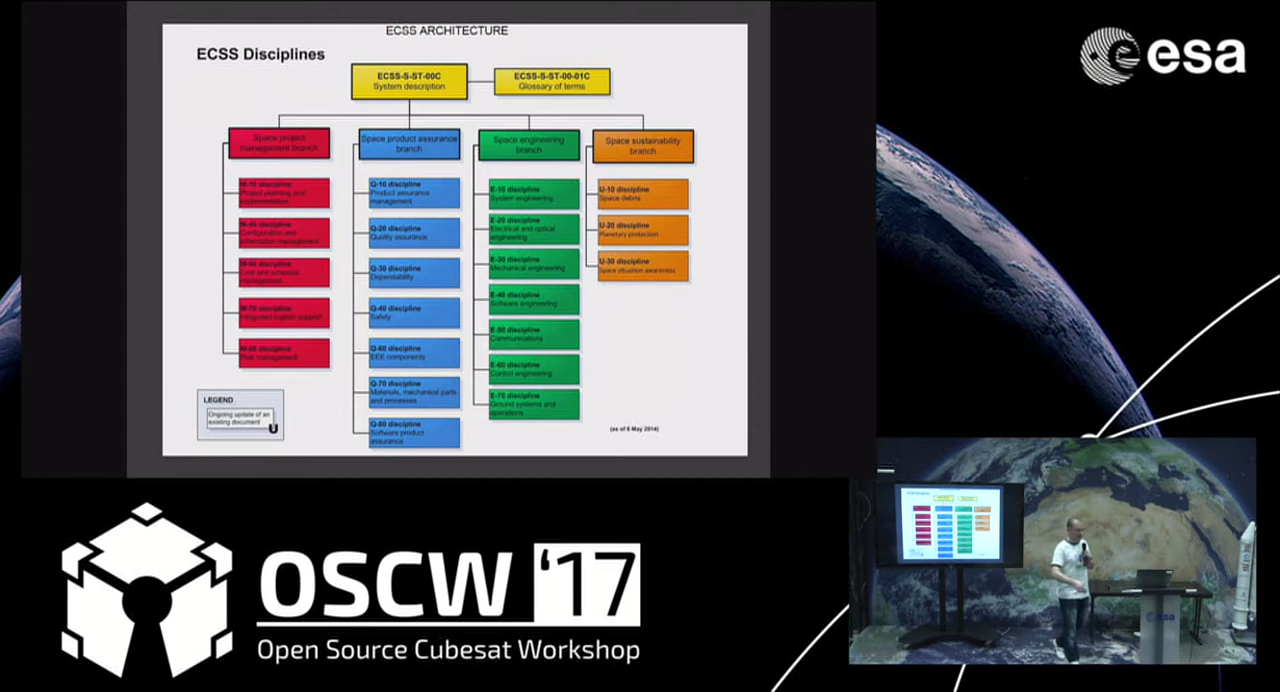 ECSS ARCHITECTURE
ECSS Disciplines
ECSS-S-ST-00C
System description
ECSS-S-ST-00-01C
Glossary of terms
Space project
management branch
Space product assurance
branch
Space engineering
branch
Space sustainability
branch
M-10 discipline
Project planning and
implementation
M-40 discipline
Configuration and
information management
M-60 discipline
Cost and schedule
management
M-70 discipline
Integrated logistic support
M-80 discipline
Risk management
Q-10 discipline
Product assurance
management
Q-20 discipline
Quality assurance
Q-30 discipline
Dependability
Q-40 discipline
Safety
Q-60 discipline
EEE components
Q-70 discipline
Materials, mechanical parts
and processes
Q-80 discipline
Software product
assurance
E-10 discipline
System engineering
E-20 discipline
Electrical and optical
engineering
E-30 discipline
Mechanical engineering
E-40 discipline
Software engineering
E-50 discipline
Communications
E-60 discipline
Control engineering
E-70 discipline
Ground systems and
operations
U-10 discipline
Space debris
U-20 discipline
Planetary protection
U-30 discipline
Space situation awareness
LEGEND
Ongoing update of an
existing document
U
(as of 6 May 2014)
esa
OSCW '17
Open Source Cubesat Workshop
esa